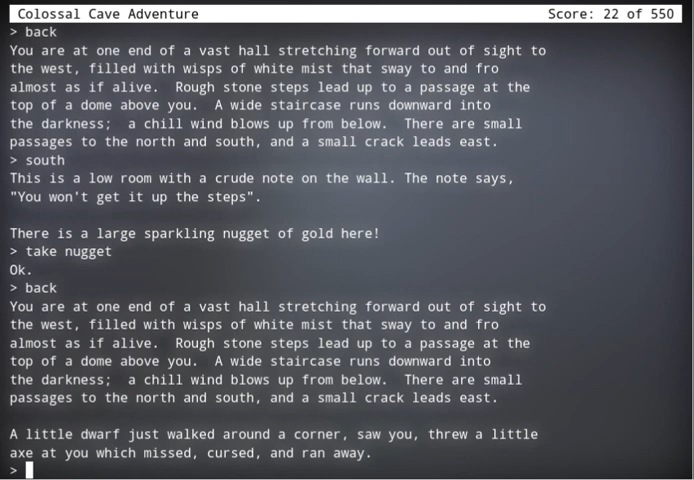 Colossal Cave Adventure Score: 22 of 550
> back
You are at one end of a vast hall stretching forward out of sight to
the west, filled with wisps of white mist that sway to and fro
almost as if alive.  Rough stone steps lead up to a passage at the
top of a dome above you.  A wide staircase runs downward into
the darkness;  a chill wind blows up from below.  There are small
passages to the north and south, and a small crack leads east.
> south
This is a low room with a crude note on the wall. The note says,
"You won't get it up the steps".

There is a large sparkling nugget of gold here!
> take nugget
Ok.
> back
You are at one end of a vast hall stretching forward out of sight to
the west, filled with wisps of white mist that sway to and fro
almost as if alive.  Rough stone steps lead up to a passage at the
top of a dome above you.  A wide staircase runs downward into
the darkness;  a chill wind blows up from below.  There are small
passages to the north and south, and a small crack leads east.

A little dwarf just walked around a corner, saw you, threw a little
axe at you which missed, cursed, and ran away.
>